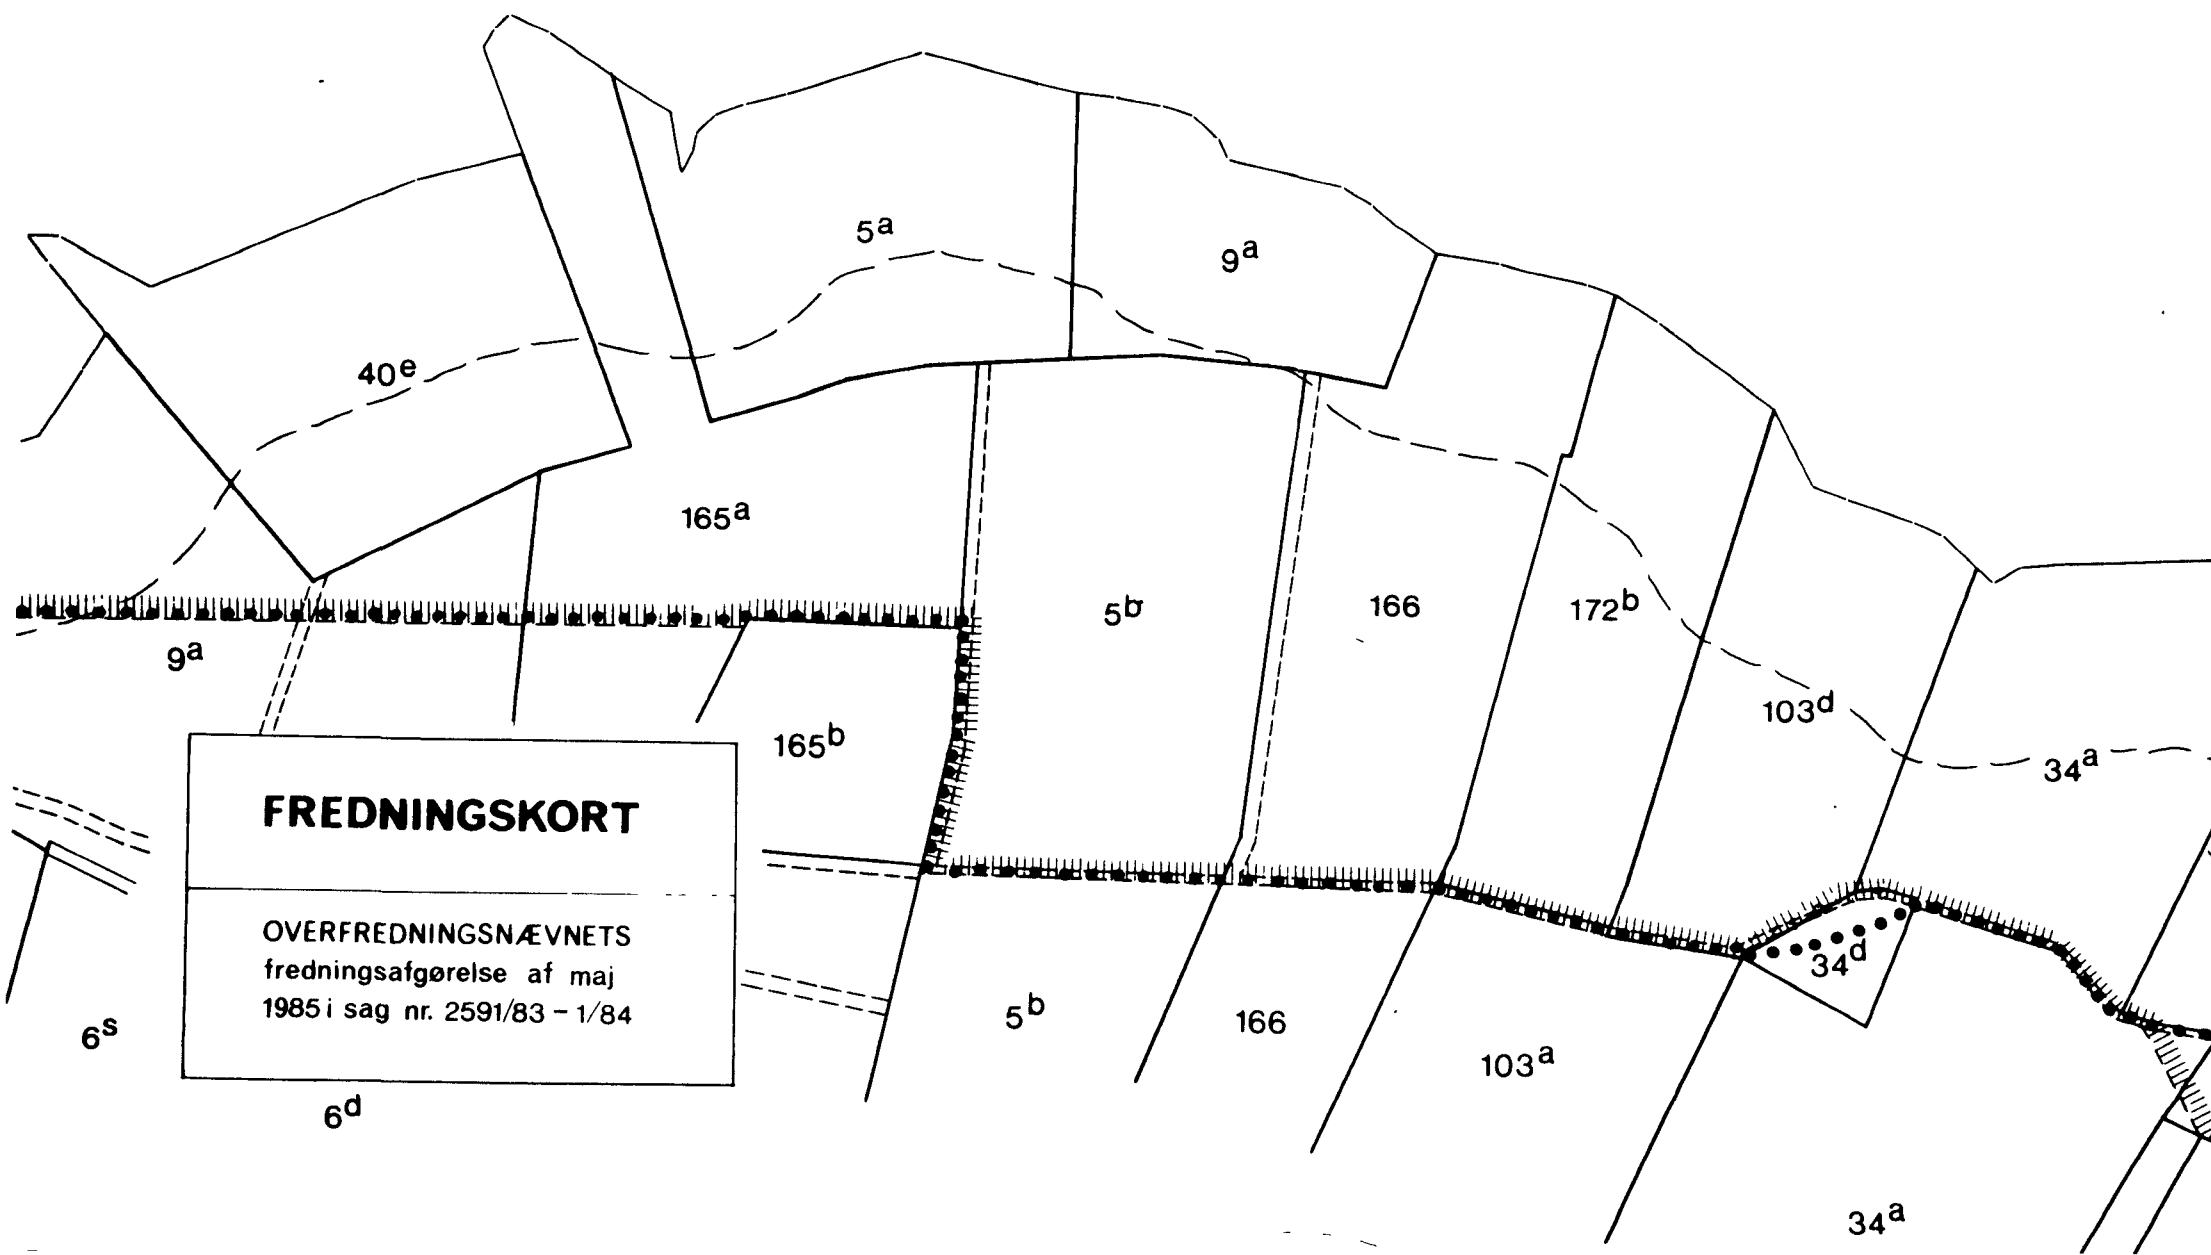 5a
9a
40e
165a
5b
166
172b
9a
103d
165b
34a
FREDNINGSKORT
OVERFREDNINGSNÆVNETS
fredningsafgørelse af maj
1985 i sag nr. 2591/83 - 1/84
34d
5b
166
6s
103a
6d
34a